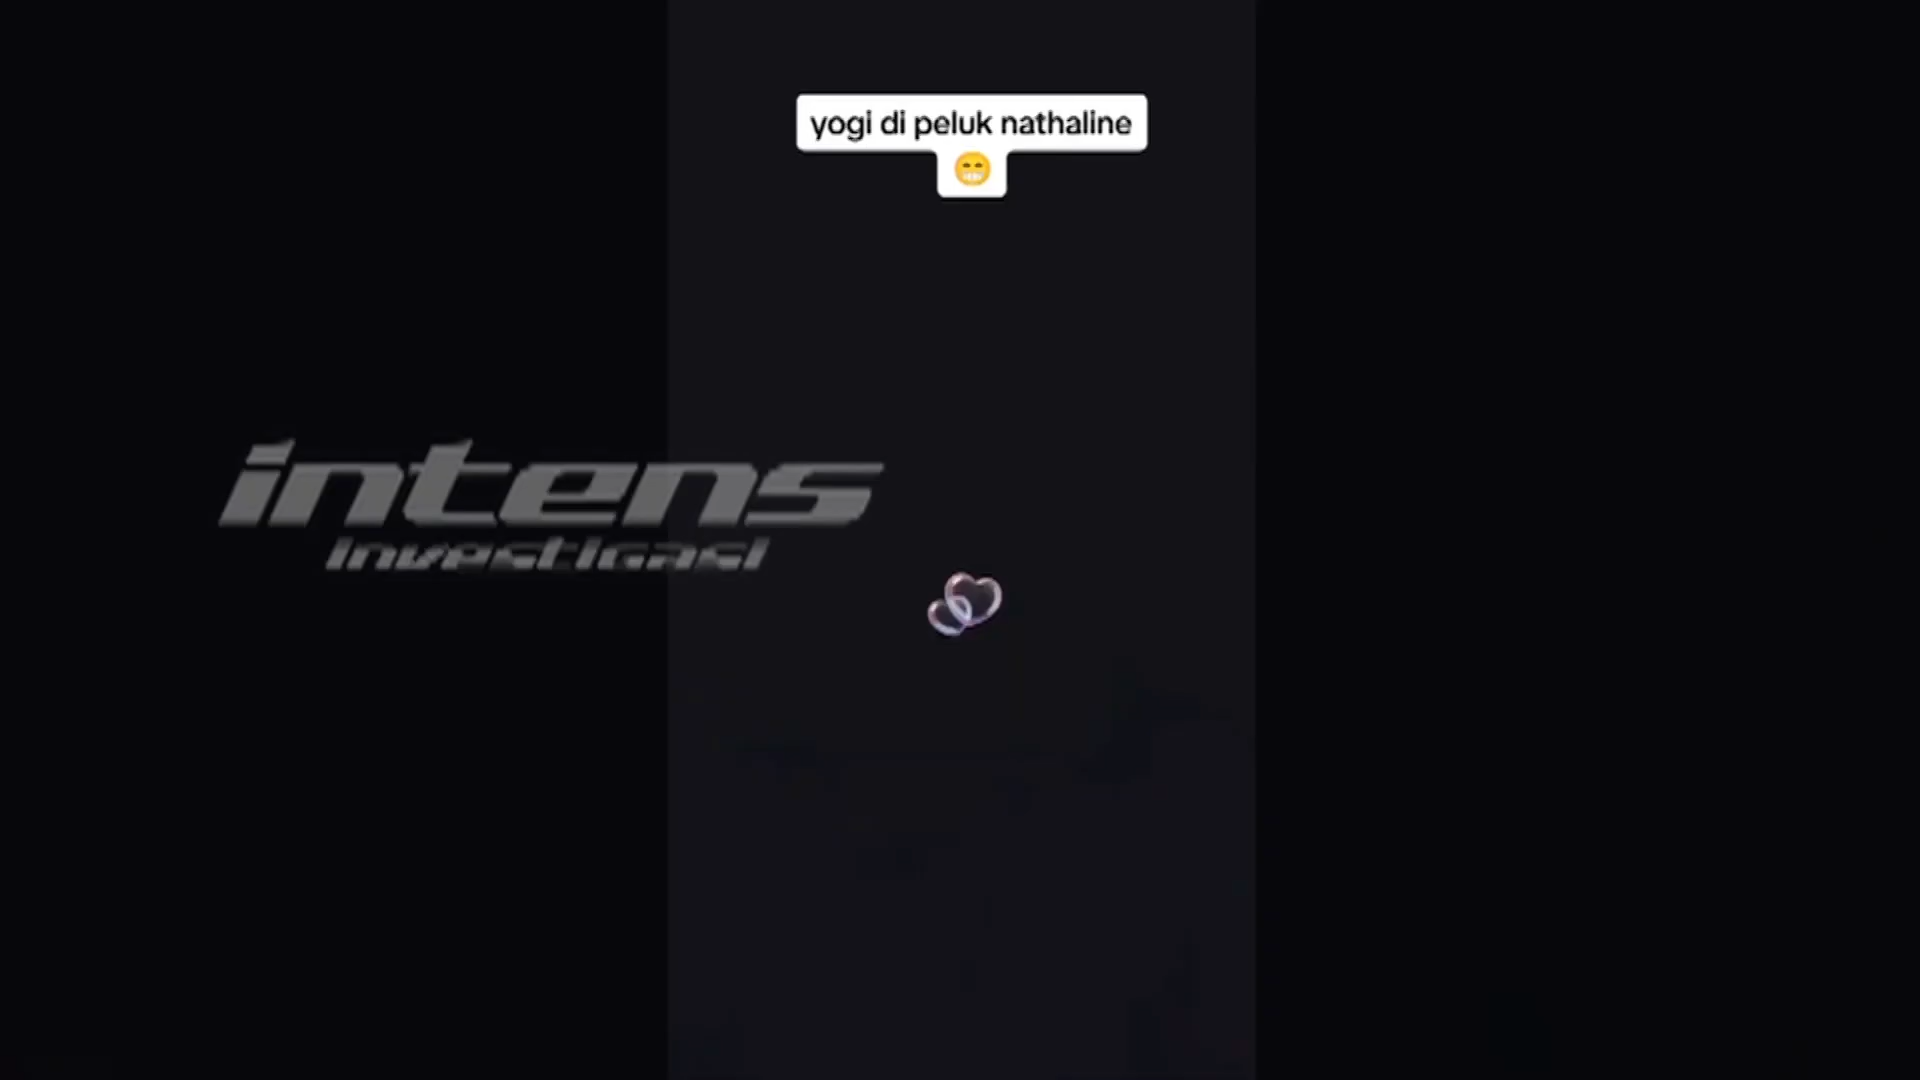 yogi di peluk nathaline
😁
intens
investigasi